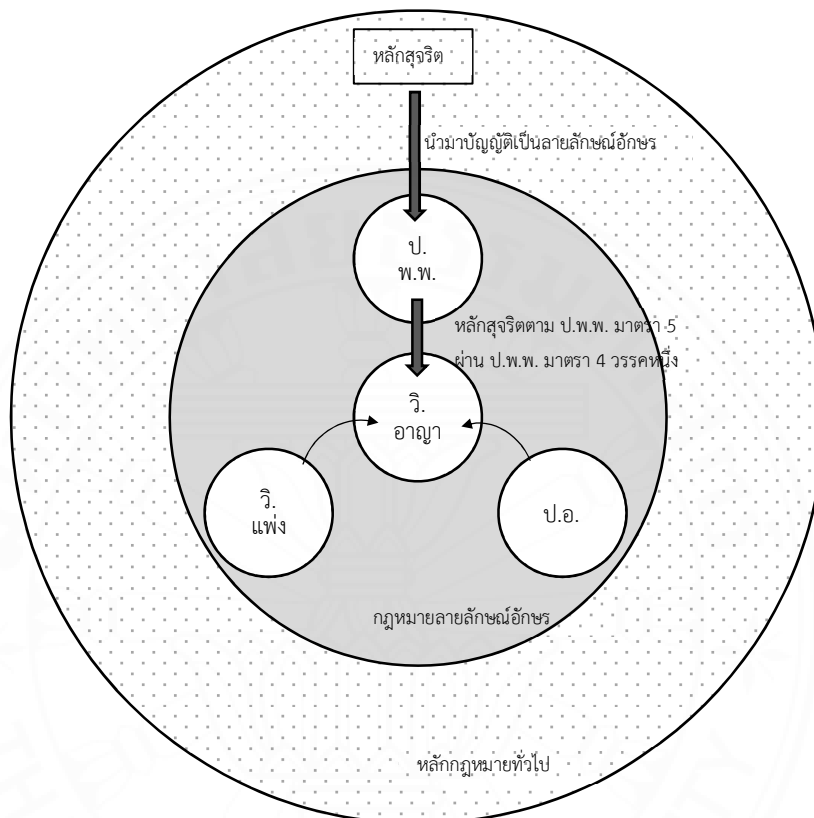 หลักสุจริต
นำมาบัญญัติเป็นลายลักษณ์อักษร
ป.
พ.พ.
หลักสุจริตตาม ป.พ.พ. มาตรา 5
ผ่าน ป.พ.พ. มาตรา 4 วรรคหนึ่ง
วิ.
อาญา
วิ.
แพ่ง
ป.อ.
กฎหมายลายลักษณ์อักษร
หลักกฎหมายทั่วไป